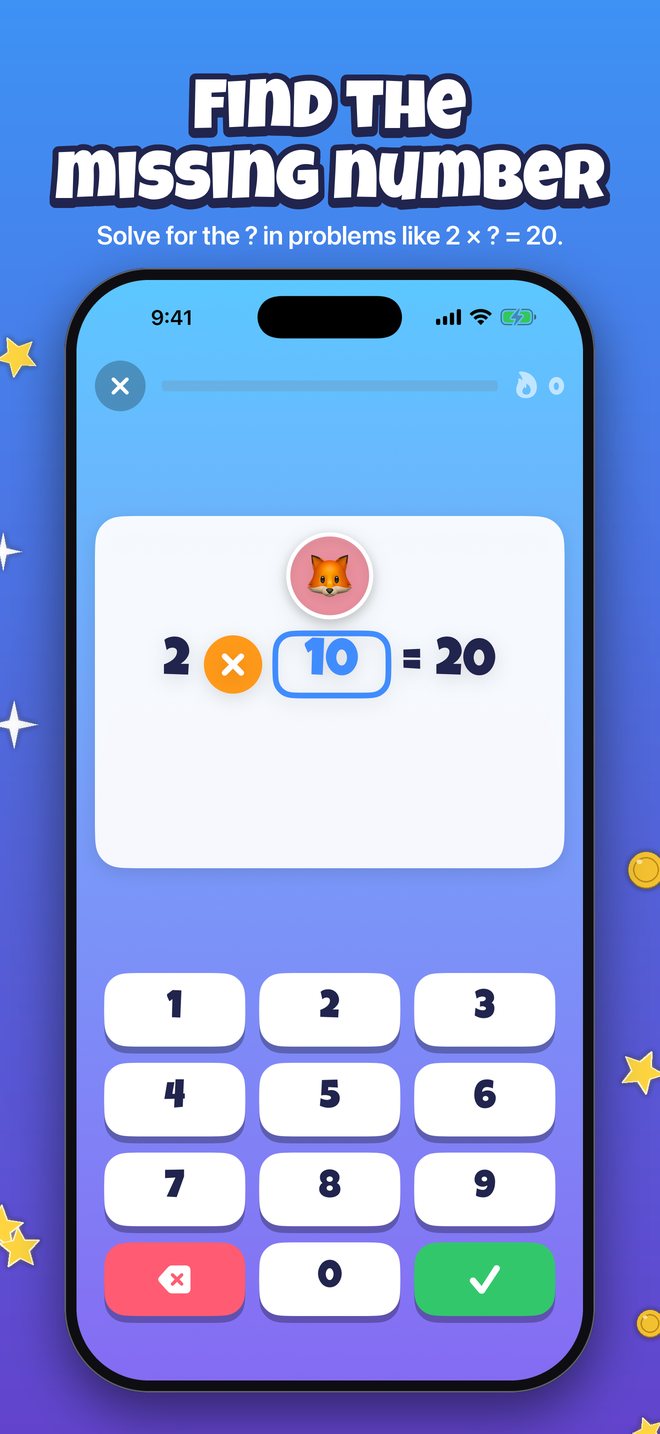 Find the
missing number
Solve for the ? in problems like 2 × ? = 20.
9:41
0
2 × 10 = 20
1 2 3
4 5 6
7 8 9
0